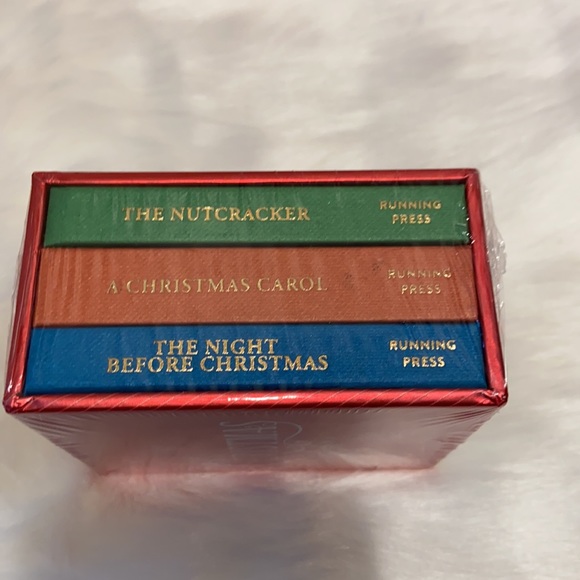 THE NUTCRACKER
RUNNING
PRESS
A CHRISTMAS CAROL
RUNNING
PRESS
THE NIGHT
BEFORE CHRISTMAS
RUNNING
PRESS